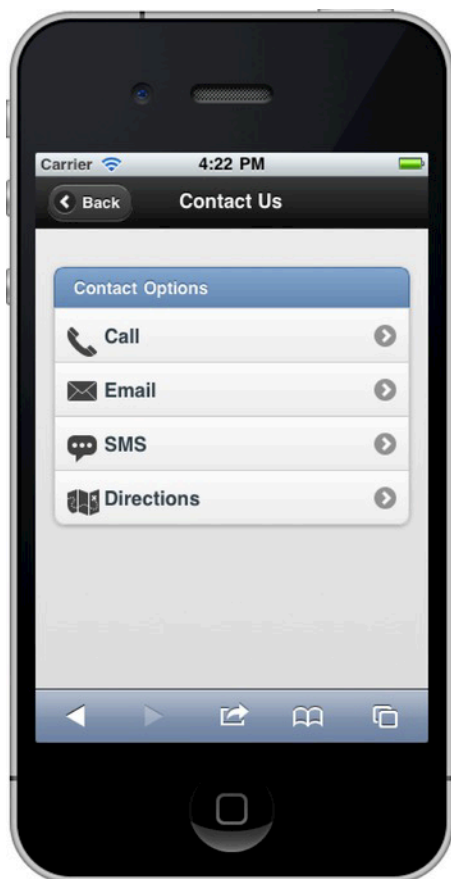 Carrier 4:22 PM
Back Contact Us
Contact Options
Call
Email
SMS
Directions